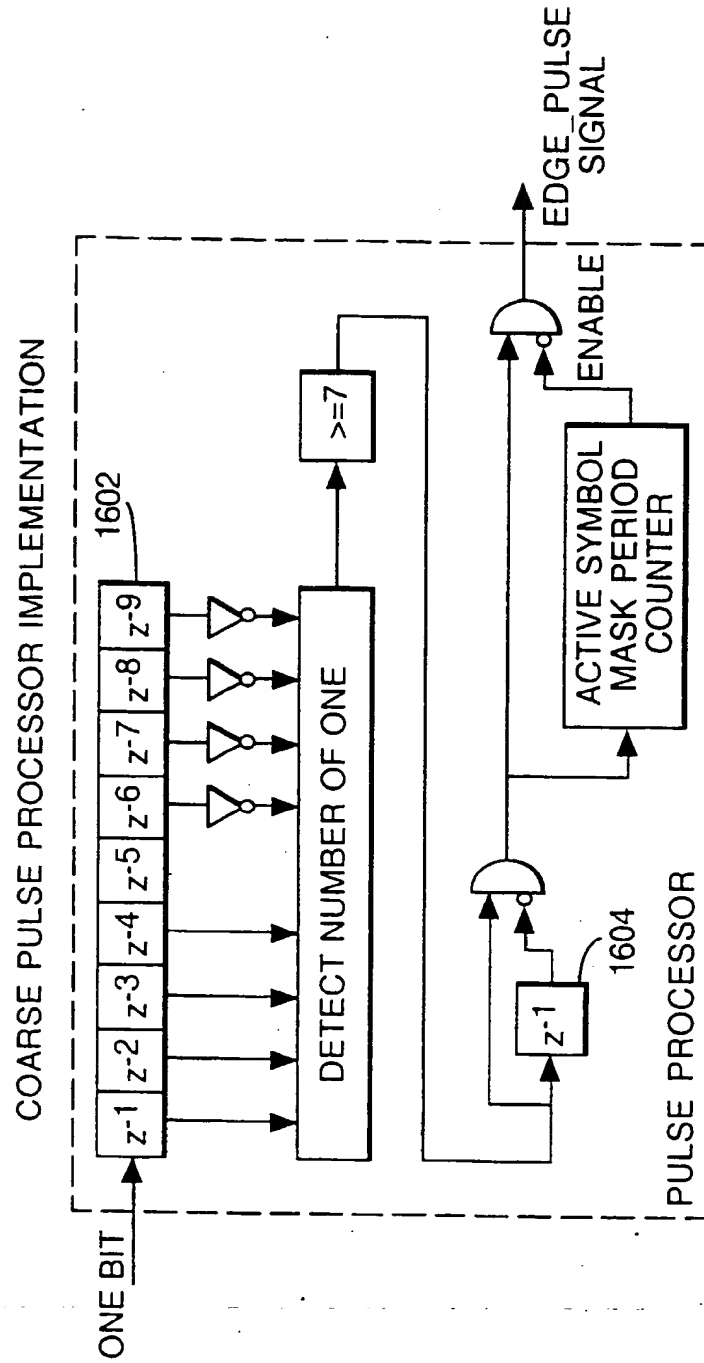 COARSE PULSE PROCESSOR IMPLEMENTATION
ONE BIT
z-1 z-2 z-3 z-4 z-5 z-6 z-7 z-8 z-9
1602
DETECT NUMBER OF ONE
>=7
z-1
1604
ACTIVE SYMBOL
MASK PERIOD
COUNTER
ENABLE
EDGE_PULSE
SIGNAL
PULSE PROCESSOR